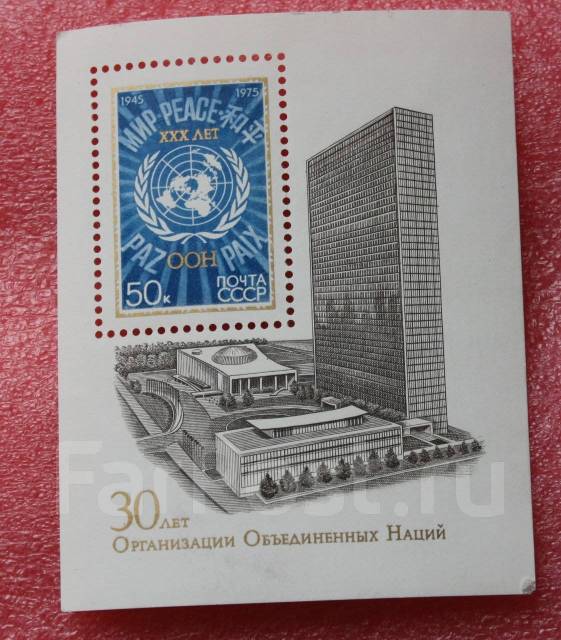 1945 1975
МИР·PEACE·和平
XXX ЛЕТ
PAZ ООН PAIX
50к ПОЧТА
СССР
30 ЛЕТ
ОРГАНИЗАЦИИ ОБЪЕДИНЕННЫХ НАЦИЙ